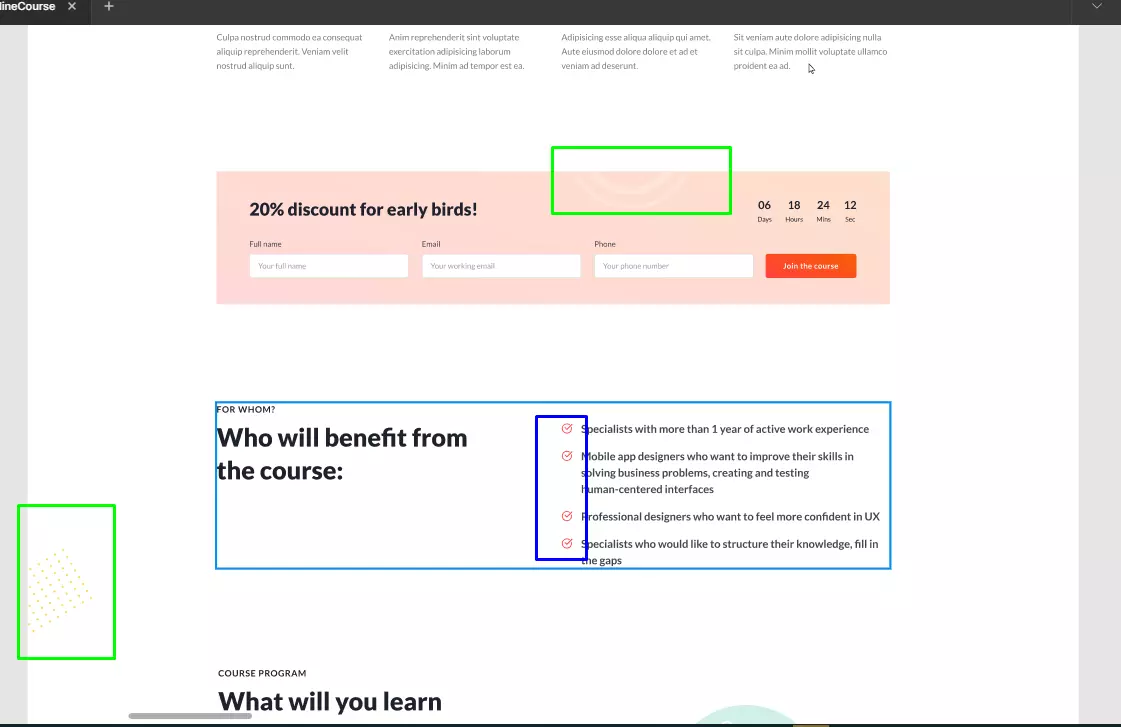 lineCourse
Culpa nostrud commodo ea consequat
aliquip reprehenderit. Veniam velit
nostrud aliquip sunt.
Anim reprehenderit sint voluptate
exercitation adipisicing laborum
adipisicing. Minim ad tempor est ea.
Adipisicing esse aliqua aliquip qui amet.
Aute eiusmod dolore dolore et ad et
veniam ad deserunt.
Sit veniam aute dolore adipisicing nulla
sit culpa. Minim mollit voluptate ullamco
proident ea ad.
20% discount for early birds!
06 18 24 12
Days Hours Mins Sec
Full name Email Phone
Your full name Your working email Your phone number Join the course
FOR WHOM?
Who will benefit from
the course:
Specialists with more than 1 year of active work experience
Mobile app designers who want to improve their skills in
solving business problems, creating and testing
human-centered interfaces
Professional designers who want to feel more confident in UX
Specialists who would like to structure their knowledge, fill in
the gaps
COURSE PROGRAM
What will you learn